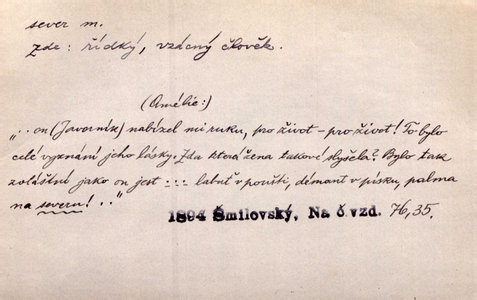 sever m.
zde: řídký, vzácný člověk.
(Amélie:)
„..on (Javorník) nabízel mi ruku, pro život – pro život! To bylo
celé vyznání jeho lásky. Zda která žena takové slyšela? Bylo tak
zvláštní jako on jest :–: labuť v poušti, démant v písku, palma
na severu! .."
1894 Šmilovský, Na č.vzd. 76,35.